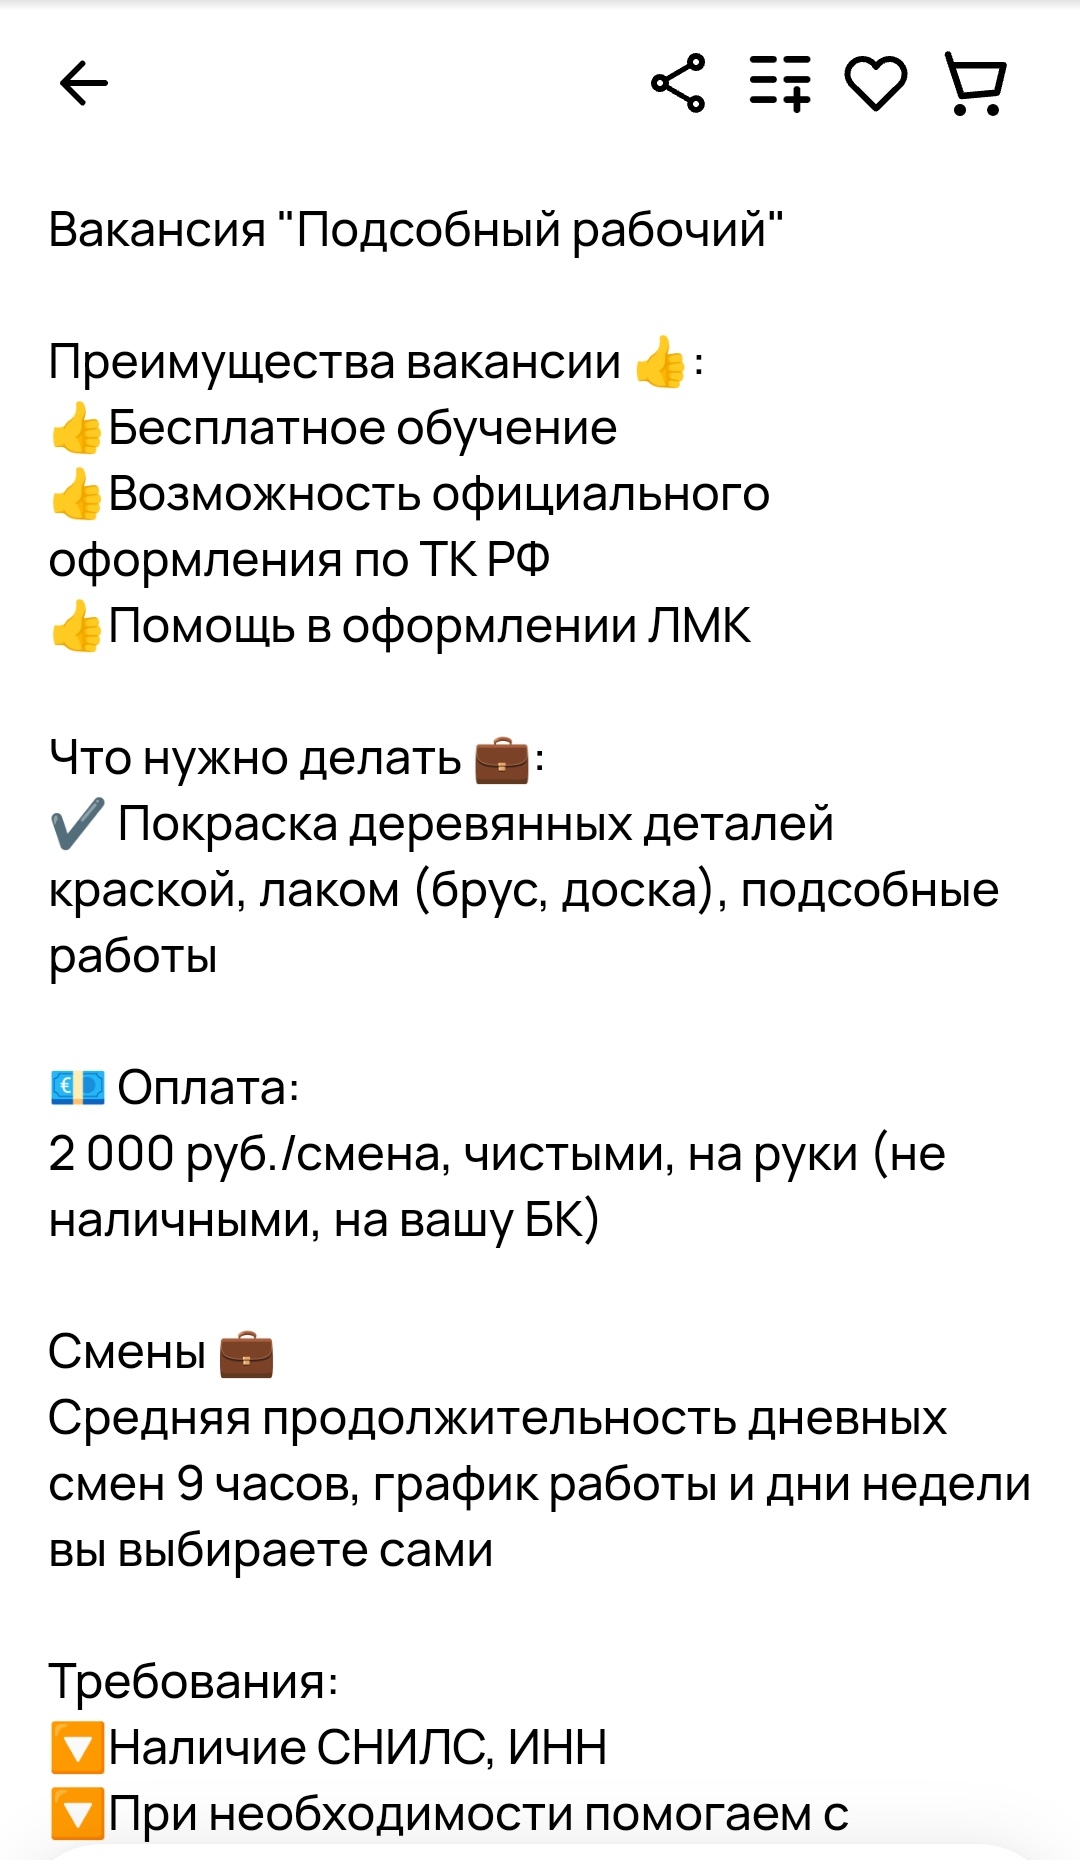 Вакансия "Подсобный рабочий"
Преимущества вакансии 👍:
👍Бесплатное обучение
👍Возможность официального
оформления по ТК РФ
👍Помощь в оформлении ЛМК
Что нужно делать 💼:
✔️ Покраска деревянных деталей
краской, лаком (брус, доска), подсобные
работы
💶 Оплата:
2 000 руб./смена, чистыми, на руки (не
наличными, на вашу БК)
Смены 💼
Средняя продолжительность дневных
смен 9 часов, график работы и дни недели
вы выбираете сами
Требования:
🔽Наличие СНИЛС, ИНН
🔽При необходимости помогаем с